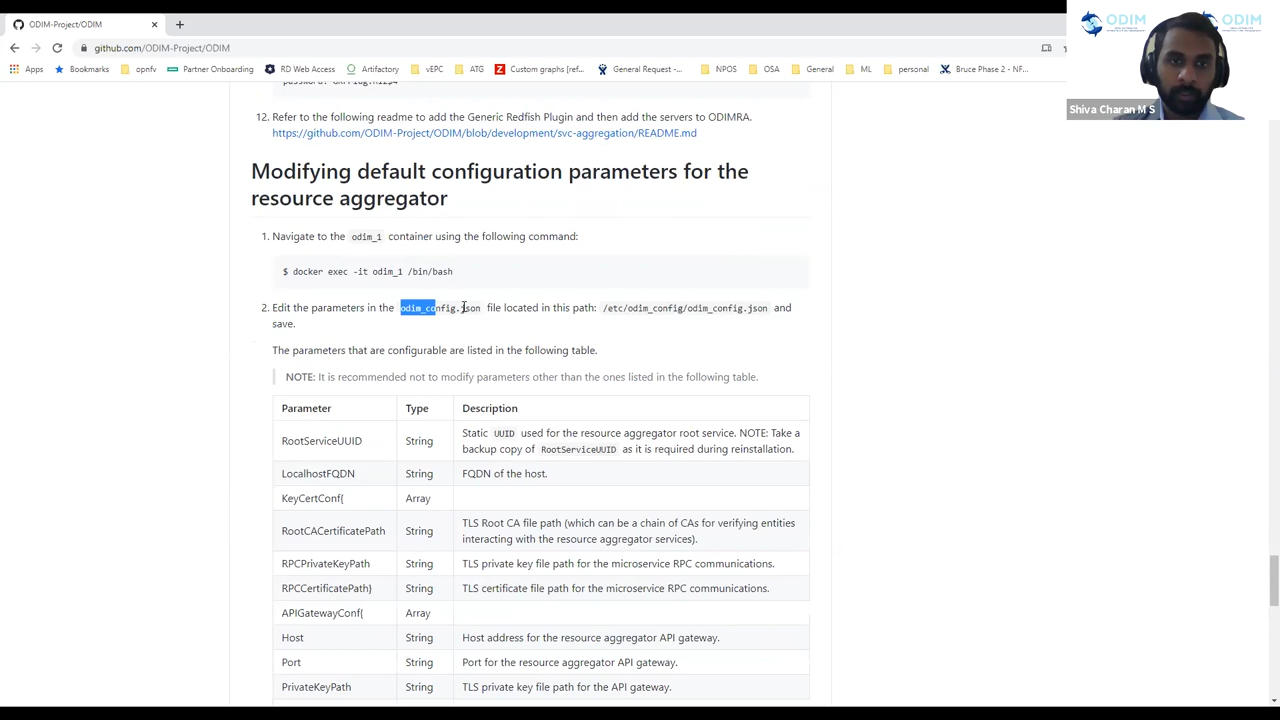 ODIM-Project/ODIM
github.com/ODIM-Project/ODIM
Apps Bookmarks opnfv Partner Onboarding RD Web Access Artifactory vEPC ATG Custom graphs [ref... General Request -... NPOS OSA General ML personal Bruce Phase 2 - NF...
ODIM ODIM
Shiva Charan M S
12. Refer to the following the Generic Redfish Plugin and then add the servers to ODIMRA.
https://github.com/ODIM-Project/ODIM/blob/development/svc-aggregation/README.md
Modifying default configuration parameters for the
resource aggregator
1. Navigate to the odim_1 container using the following command:
$ docker exec -it odim_1 /bin/bash
2. Edit the parameters in the odim_config.json file located in this path: /etc/odim_config/odim_config.json and
save.
The parameters that are configurable are listed in the following table.
NOTE: It is recommended not to modify parameters other than the ones listed in the following table.
Parameter Type Description
RootServiceUUID String Static UUID used for the resource aggregator root service. NOTE: Take a
backup copy of RootServiceUUID as it is required during reinstallation.
LocalhostFQDN String FQDN of the host.
KeyCertConf{ Array
RootCACertificatePath String TLS Root CA file path (which can be a chain of CAs for verifying entities
interacting with the resource aggregator services).
RPCPrivateKeyPath String TLS private key file path for the microservice RPC communications.
RPCCertificatePath} String TLS certificate file path for the microservice RPC communications.
APIGatewayConf{ Array
Host String Host address for the resource aggregator API gateway.
Port String Port for the resource aggregator API gateway.
PrivateKeyPath String TLS private key file path for the API gateway.